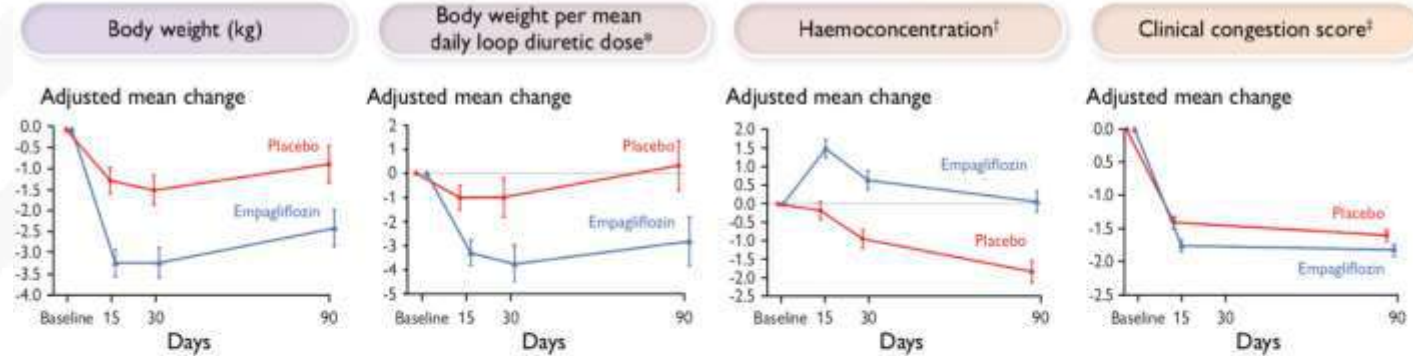 Body weight (kg)
Body weight per mean
daily loop diuretic dose*
Haemoconcentration†
Clinical congestion score‡
Adjusted mean change
0.0
-0.5
-1.0
-1.5
-2.0
-2.5
-3.0
-3.5
-4.0
Placebo
Empagliflozin
Baseline 15 30 90
Days
Adjusted mean change
2
1
0
-1
-2
-3
-4
-5
Placebo
Empagliflozin
Baseline 15 30 90
Days
Adjusted mean change
2.0
1.5
1.0
0.5
0.0
-0.5
-1.0
-1.5
-2.0
-2.5
Empagliflozin
Placebo
Baseline 15 30 90
Days
Adjusted mean change
0.0
0.5
-1.0
-1.5
-2.0
-2.5
Placebo
Empagliflozin
Baseline 15 30 90
Days